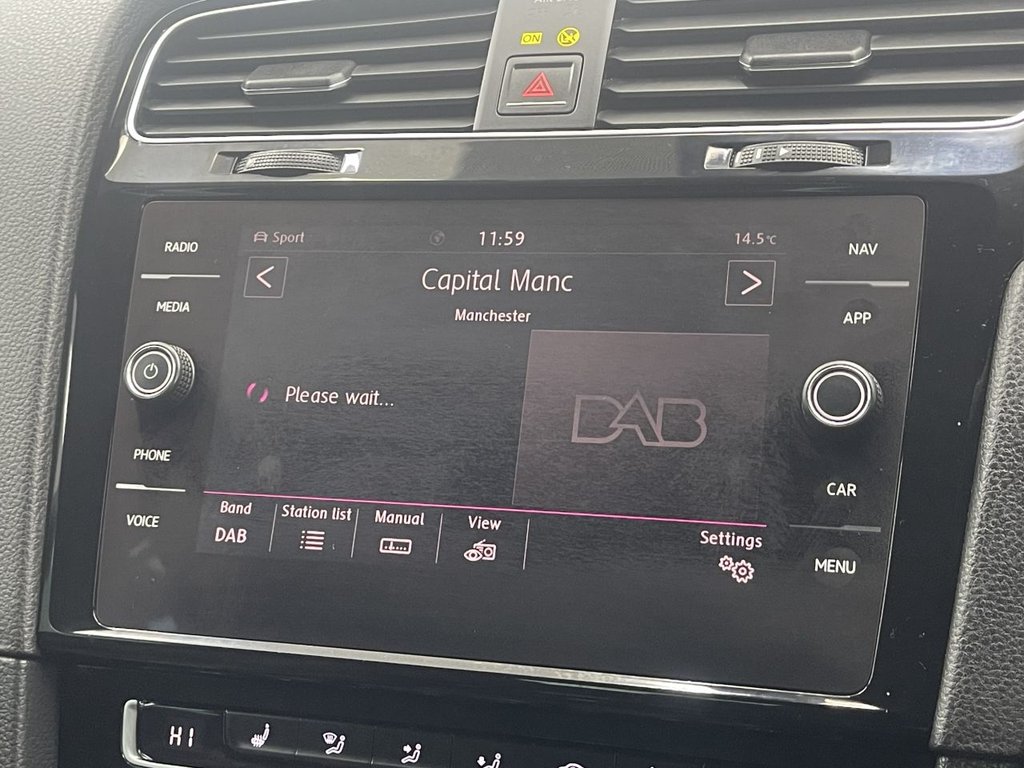 ON
RADIO
MEDIA
PHONE
VOICE
Sport
11:59
14.5°C
Capital Manc
Manchester
Please wait...
DAB
Band
DAB
Station list
Manual
View
Settings
NAV
APP
CAR
MENU
HI